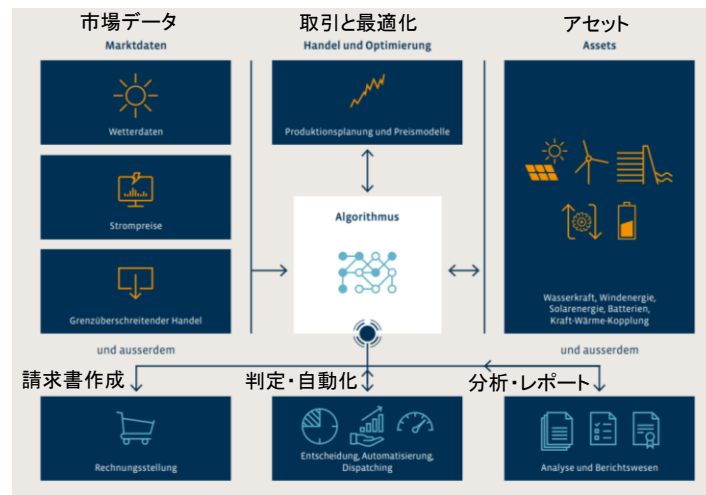 市場データ
取引と最適化
アセット
Marktdaten
Handel und Optimierung
Assets
Wetterdaten
Produktionsplanung und Preismodelle
Strompreise
Algorithmus
Grenzüberschreitender Handel
Wasserkraft, Windenergie,
Solarenergie, Batterien,
Kraft-Wärme-Kopplung
und ausserdem
und ausserdem
請求書作成
判定・自動化
分析・レポート
Rechnungsstellung
Entscheidung, Automatisierung,
Dispatching
Analyse und Berichtswesen